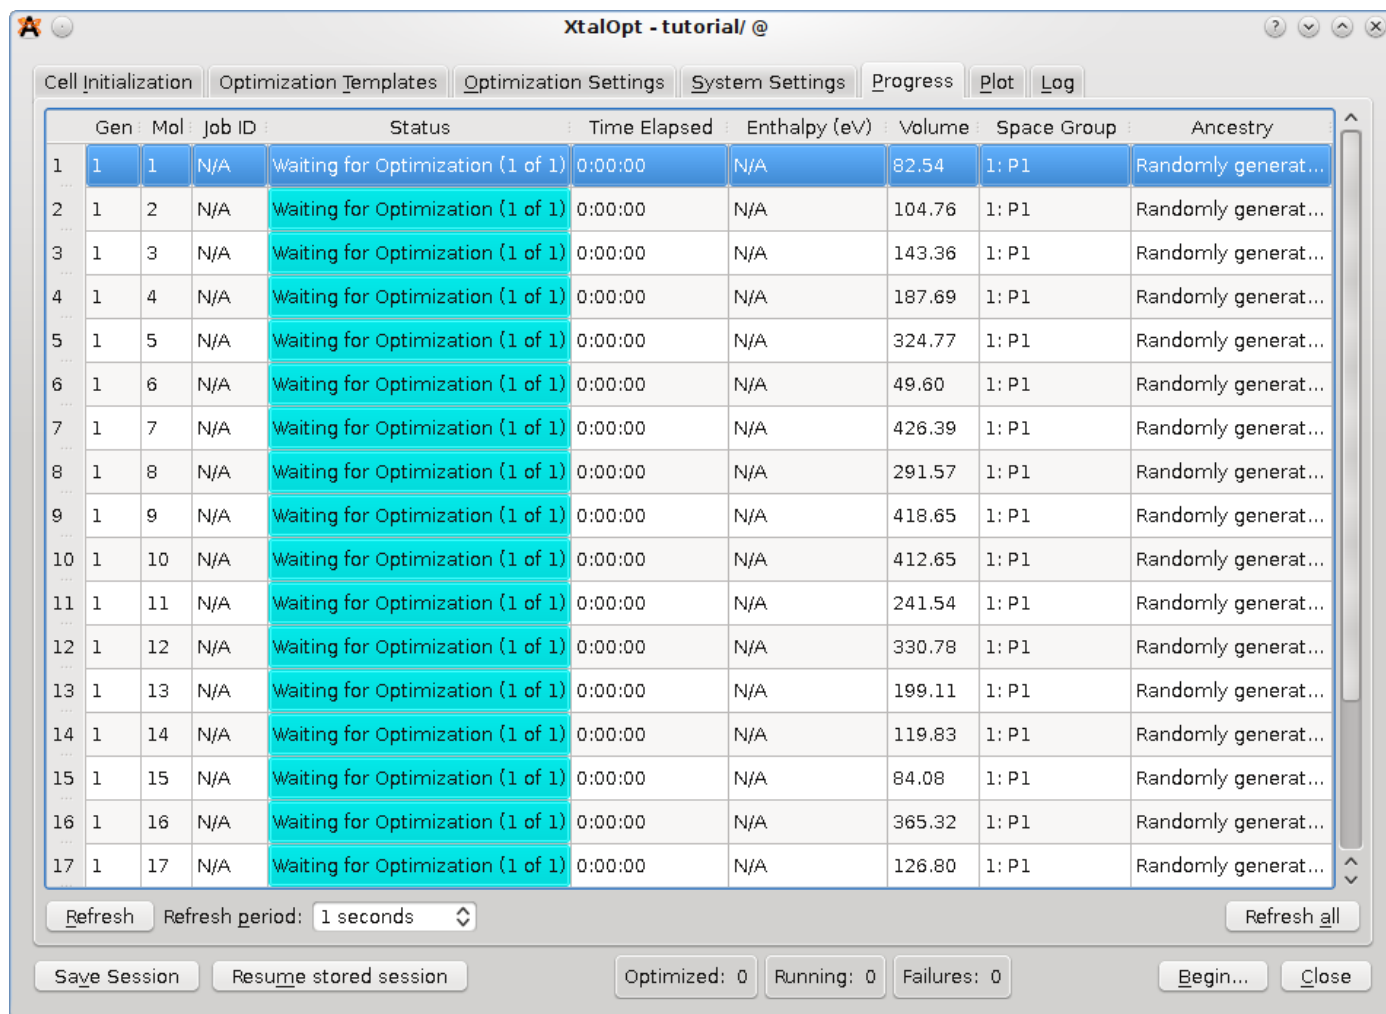 XtalOpt - tutorial/ @
Cell Initialization Optimization Templates Optimization Settings System Settings Progress Plot Log
Gen Mol Job ID Status Time Elapsed Enthalpy (eV) Volume Space Group Ancestry
1 1 1 N/A Waiting for Optimization (1 of 1) 0:00:00 N/A 82.54 1: P1 Randomly generat...
2 1 2 N/A Waiting for Optimization (1 of 1) 0:00:00 N/A 104.76 1: P1 Randomly generat...
3 1 3 N/A Waiting for Optimization (1 of 1) 0:00:00 N/A 143.36 1: P1 Randomly generat...
4 1 4 N/A Waiting for Optimization (1 of 1) 0:00:00 N/A 187.69 1: P1 Randomly generat...
5 1 5 N/A Waiting for Optimization (1 of 1) 0:00:00 N/A 324.77 1: P1 Randomly generat...
6 1 6 N/A Waiting for Optimization (1 of 1) 0:00:00 N/A 49.60 1: P1 Randomly generat...
7 1 7 N/A Waiting for Optimization (1 of 1) 0:00:00 N/A 426.39 1: P1 Randomly generat...
8 1 8 N/A Waiting for Optimization (1 of 1) 0:00:00 N/A 291.57 1: P1 Randomly generat...
9 1 9 N/A Waiting for Optimization (1 of 1) 0:00:00 N/A 418.65 1: P1 Randomly generat...
10 1 10 N/A Waiting for Optimization (1 of 1) 0:00:00 N/A 412.65 1: P1 Randomly generat...
11 1 11 N/A Waiting for Optimization (1 of 1) 0:00:00 N/A 241.54 1: P1 Randomly generat...
12 1 12 N/A Waiting for Optimization (1 of 1) 0:00:00 N/A 330.78 1: P1 Randomly generat...
13 1 13 N/A Waiting for Optimization (1 of 1) 0:00:00 N/A 199.11 1: P1 Randomly generat...
14 1 14 N/A Waiting for Optimization (1 of 1) 0:00:00 N/A 119.83 1: P1 Randomly generat...
15 1 15 N/A Waiting for Optimization (1 of 1) 0:00:00 N/A 84.08 1: P1 Randomly generat...
16 1 16 N/A Waiting for Optimization (1 of 1) 0:00:00 N/A 365.32 1: P1 Randomly generat...
17 1 17 N/A Waiting for Optimization (1 of 1) 0:00:00 N/A 126.80 1: P1 Randomly generat...
Refresh Refresh period: 1 seconds Refresh all
Save Session Resume stored session Optimized: 0 Running: 0 Failures: 0 Begin... Close